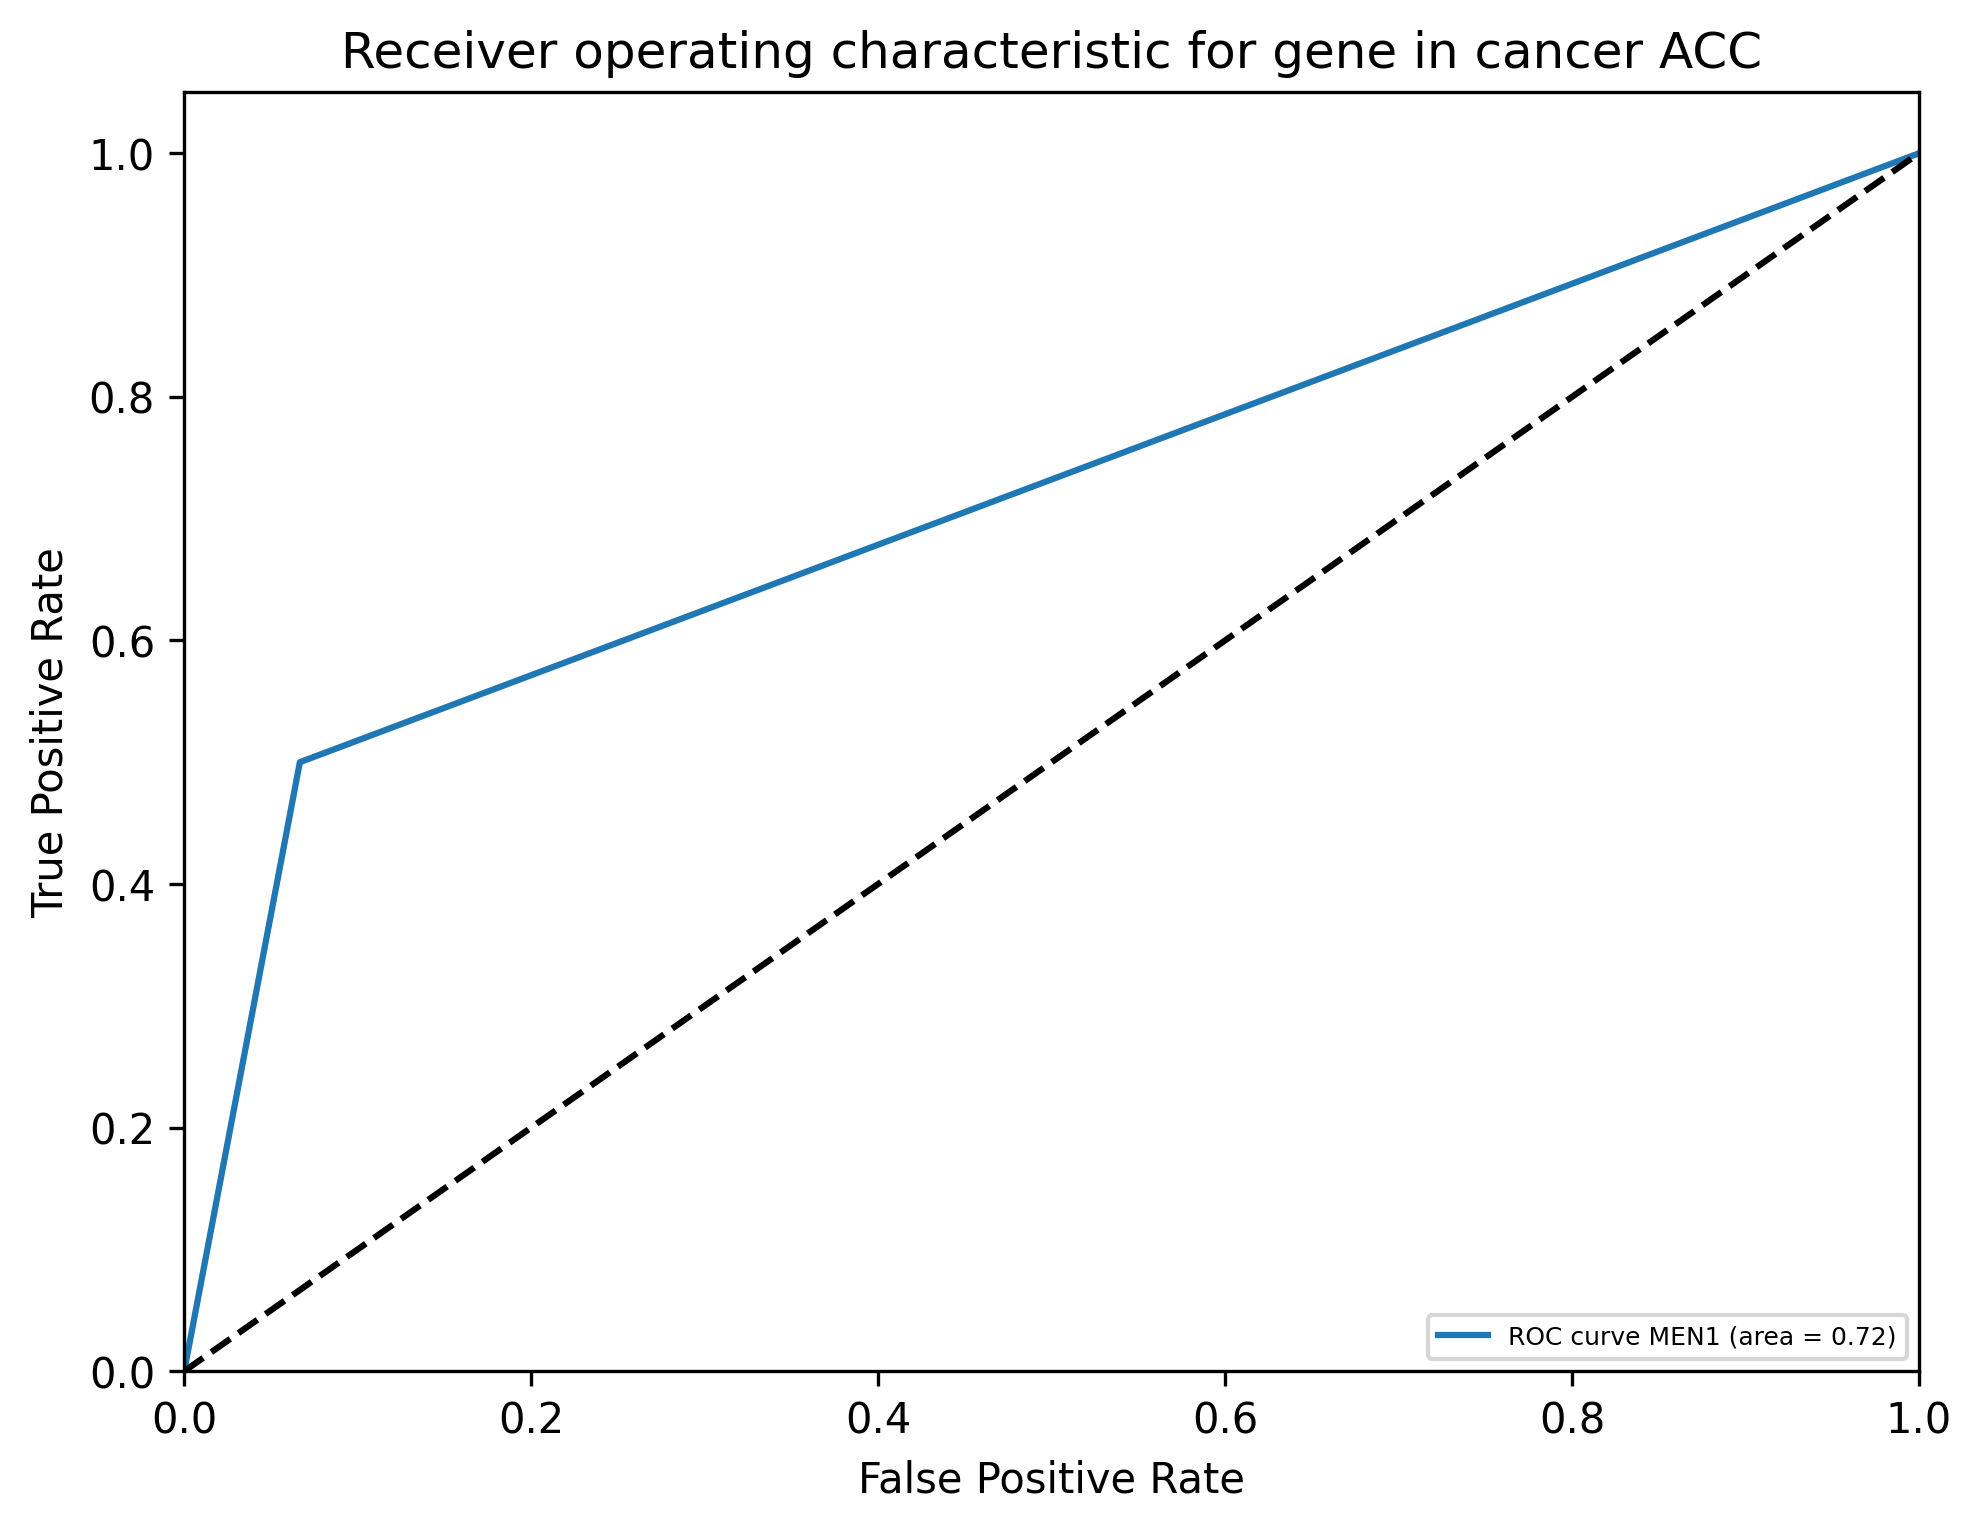 Receiver operating characteristic for gene in cancer ACC
True Positive Rate
1.0
0.8
0.6
0.4
0.2
0.0
ROC curve MEN1 (area = 0.72)
0.0 0.2 0.4 0.6 0.8 1.0
False Positive Rate